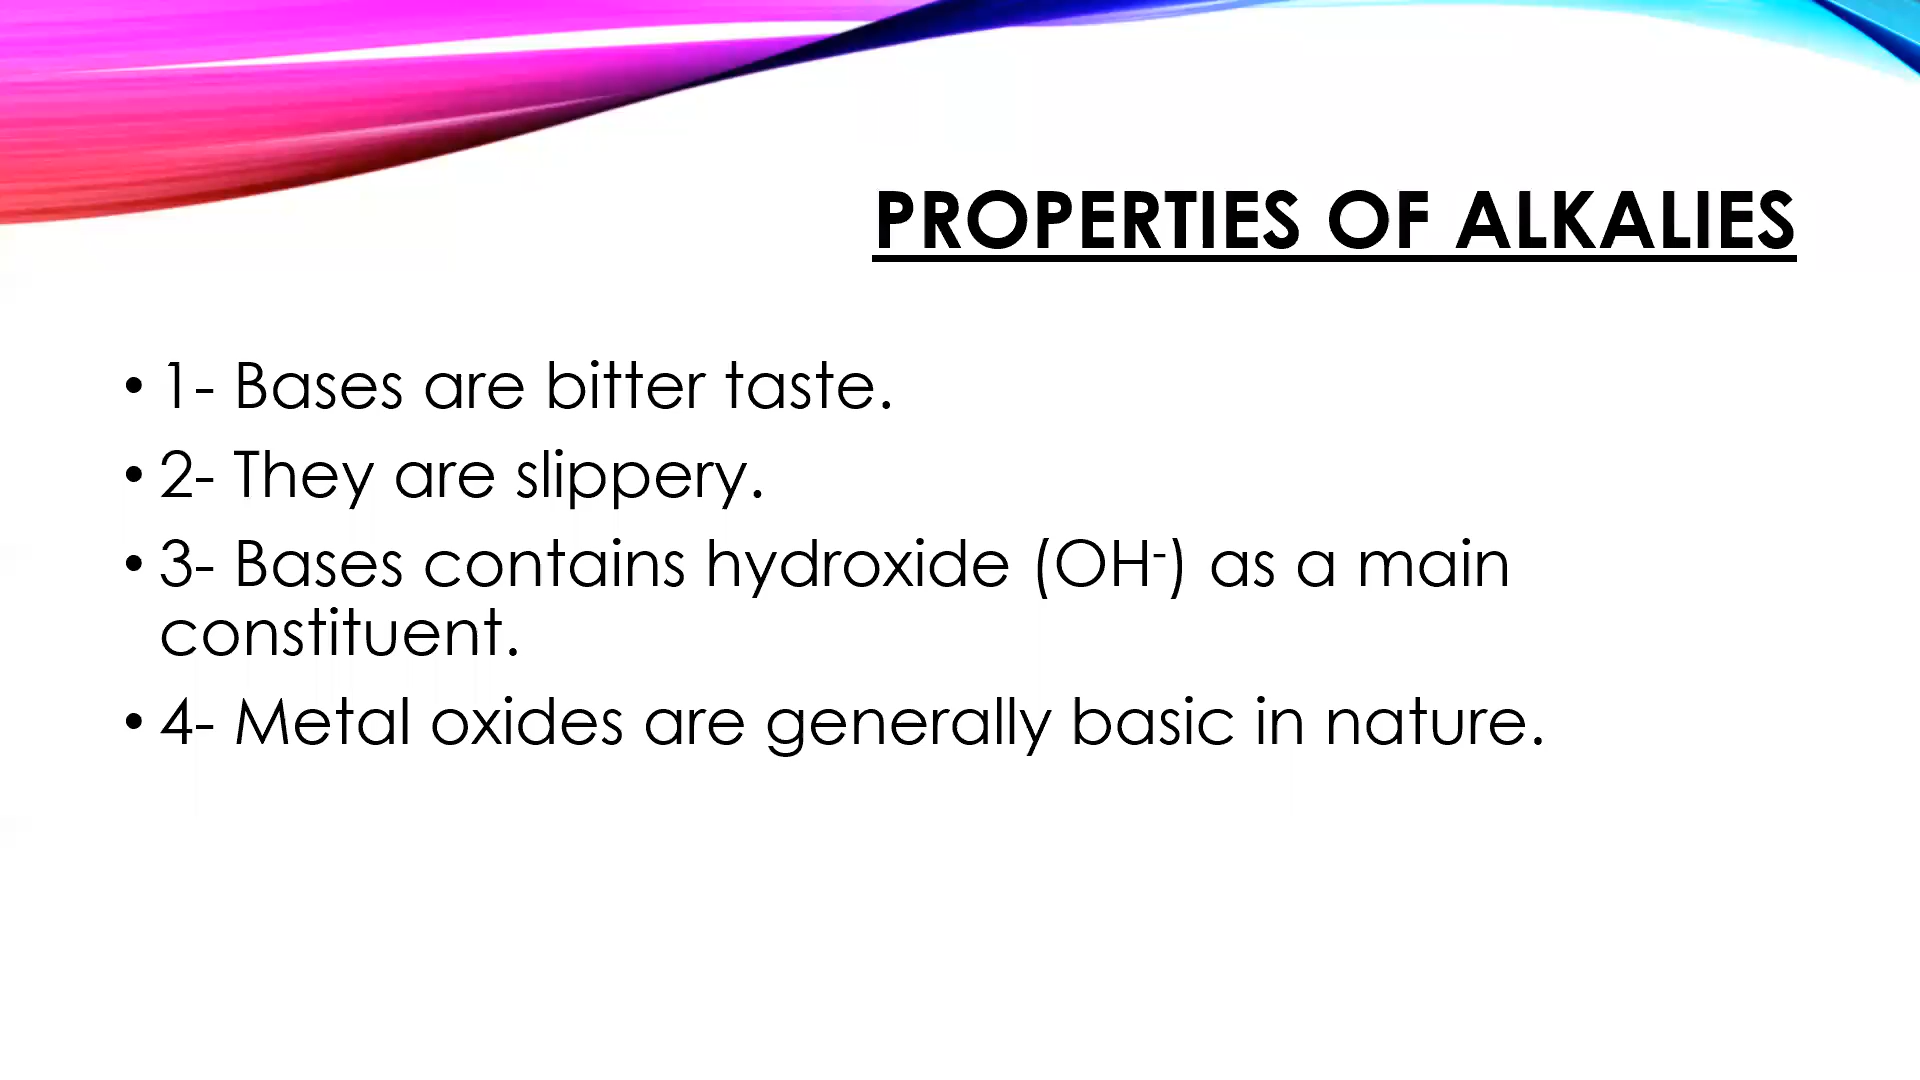 PROPERTIES OF ALKALIES
• 1- Bases are bitter taste.
• 2- They are slippery.
• 3- Bases contains hydroxide (OH-) as a main
constituent.
• 4- Metal oxides are generally basic in nature.